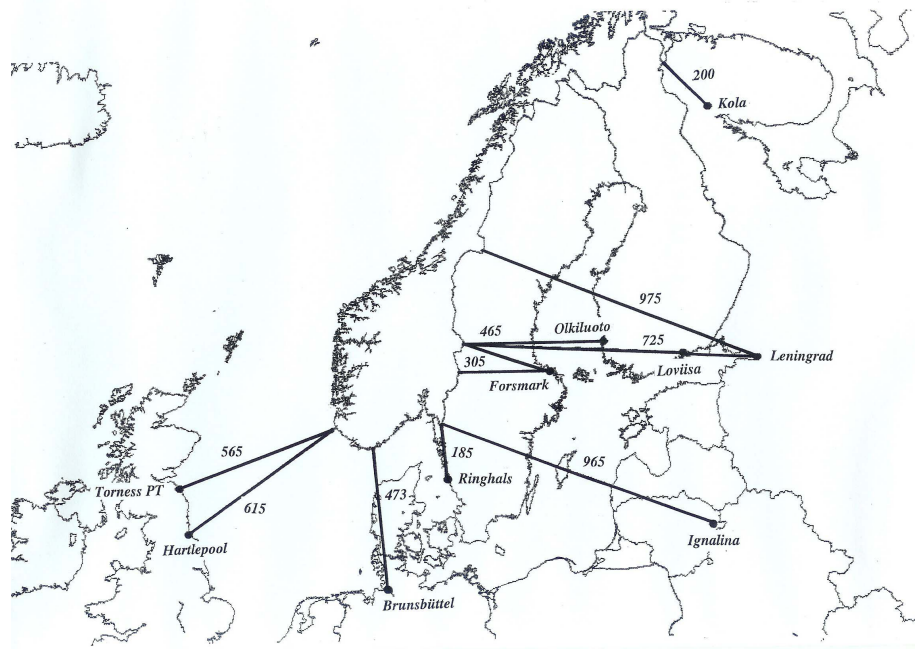 200
Kola
975
Olkiluoto
465
725
Leningrad
305
Loviisa
Forsmark
565
185
965
Ringhals
Torness PT
473
615
Ignalina
Hartlepool
Brunsbüttel